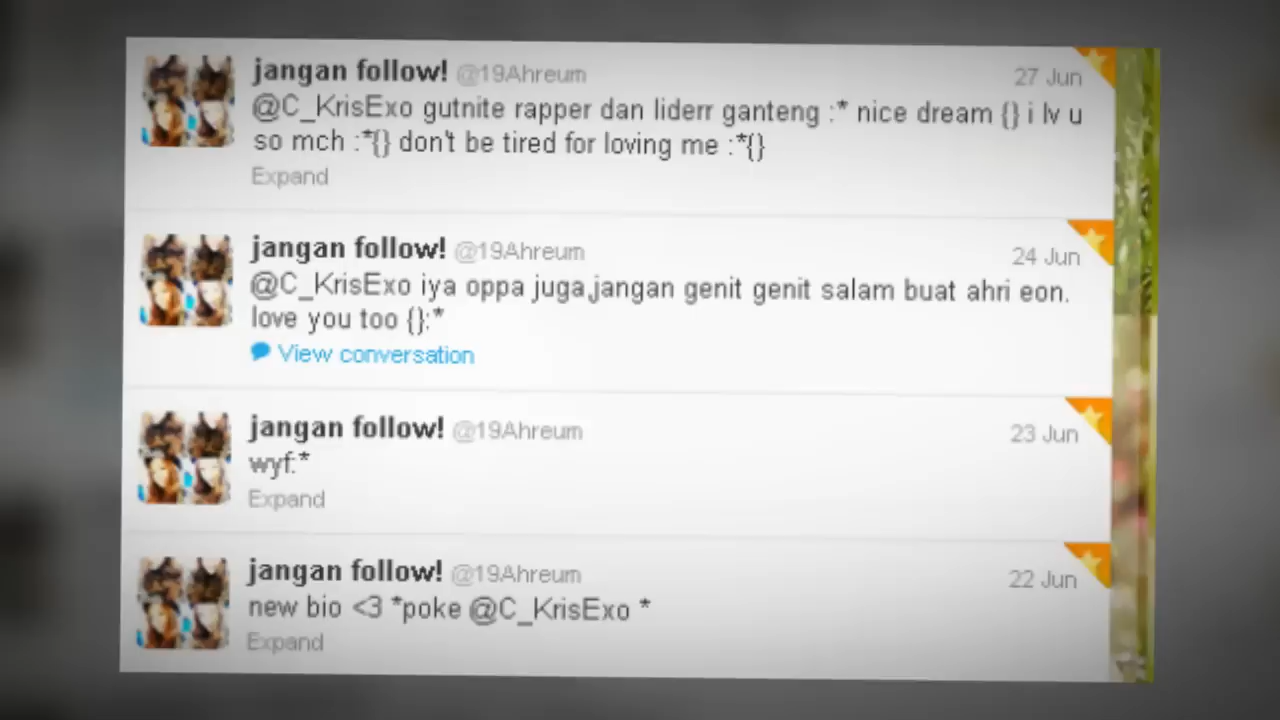 jangan follow! @19Ahreum 27 Jun
@C_KrisExo gutnite rapper dan liderr ganteng :* nice dream {} i lv u
so mch :*{} don't be tired for loving me :*{}
Expand
jangan follow! @19Ahreum 24 Jun
@C_KrisExo iya oppa juga,jangan genit genit salam buat ahri eon.
love you too {}:*
View conversation
jangan follow! @19Ahreum 23 Jun
wyf:*
Expand
jangan follow! @19Ahreum 22 Jun
new bio <3 *poke @C_KrisExo *
Expand